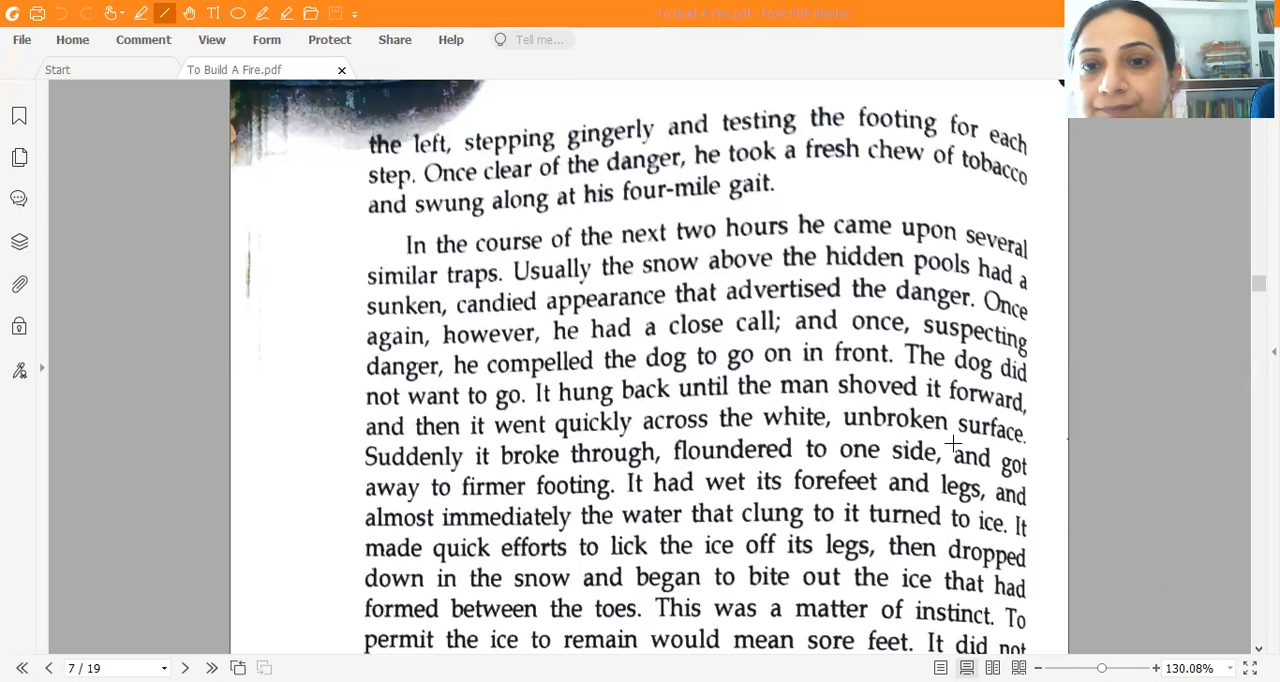 To Build A Fire.pdf - Foxit PDF Reader
File Home Comment View Form Protect Share Help Tell me...
Start To Build A Fire.pdf
the left, stepping gingerly and testing the footing for each
step. Once clear of the danger, he took a fresh chew of tobacco
and swung along at his four-mile gait.
In the course of the next two hours he came upon several
similar traps. Usually the snow above the hidden pools had a
sunken, candied appearance that advertised the danger. Once
again, however, he had a close call; and once, suspecting
danger, he compelled the dog to go on in front. The dog did
not want to go. It hung back until the man shoved it forward,
and then it went quickly across the white, unbroken surface.
Suddenly it broke through, floundered to one side, and got
away to firmer footing. It had wet its forefeet and legs, and
almost immediately the water that clung to it turned to ice. It
made quick efforts to lick the ice off its legs, then dropped
down in the snow and began to bite out the ice that had
formed between the toes. This was a matter of instinct. To
permit the ice to remain would mean sore feet. It did not
7 / 19
130.08%